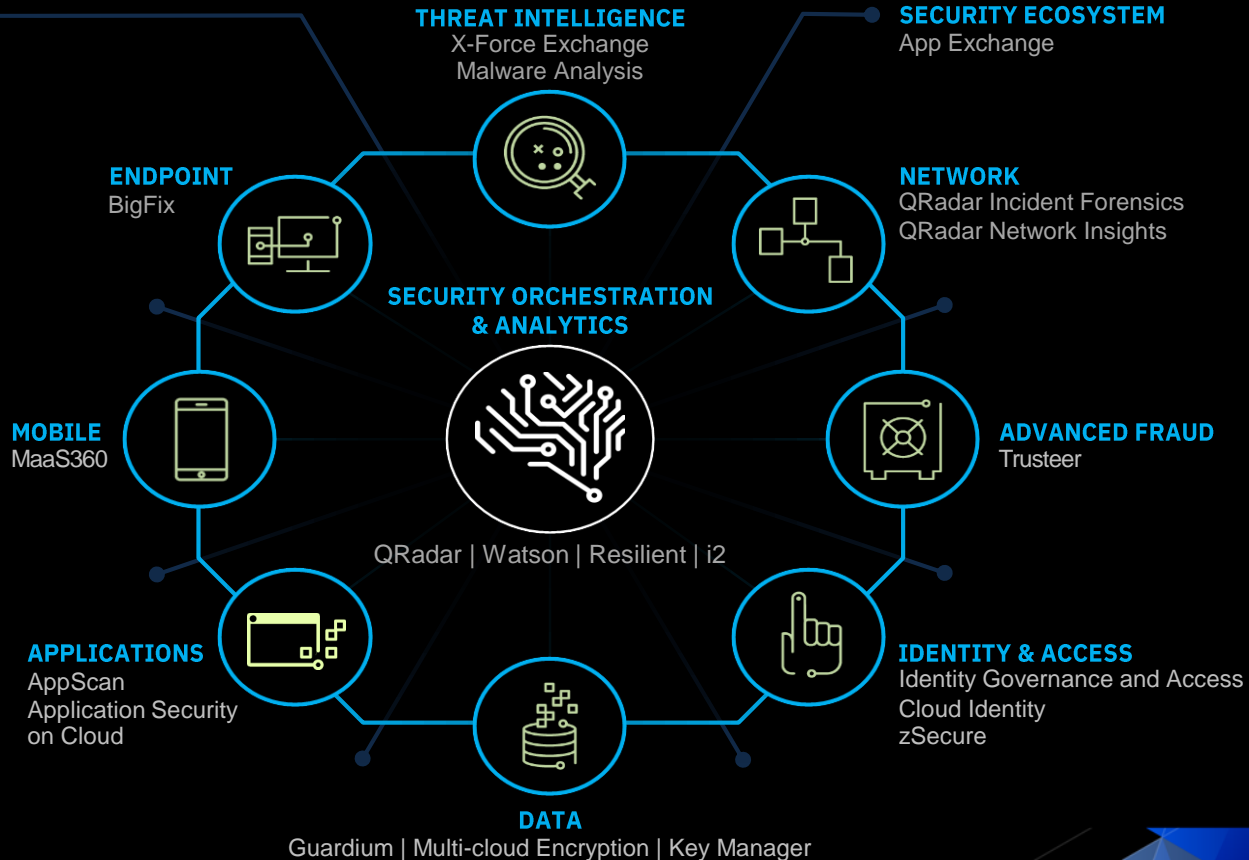 THREAT INTELLIGENCE
X-Force Exchange
Malware Analysis
SECURITY ECOSYSTEM
App Exchange
ENDPOINT
BigFix
NETWORK
QRadar Incident Forensics
QRadar Network Insights
SECURITY ORCHESTRATION
& ANALYTICS
QRadar | Watson | Resilient | i2
MOBILE
MaaS360
ADVANCED FRAUD
Trusteer
APPLICATIONS
AppScan
Application Security
on Cloud
IDENTITY & ACCESS
Identity Governance and Access
Cloud Identity
zSecure
DATA
Guardium | Multi-cloud Encryption | Key Manager